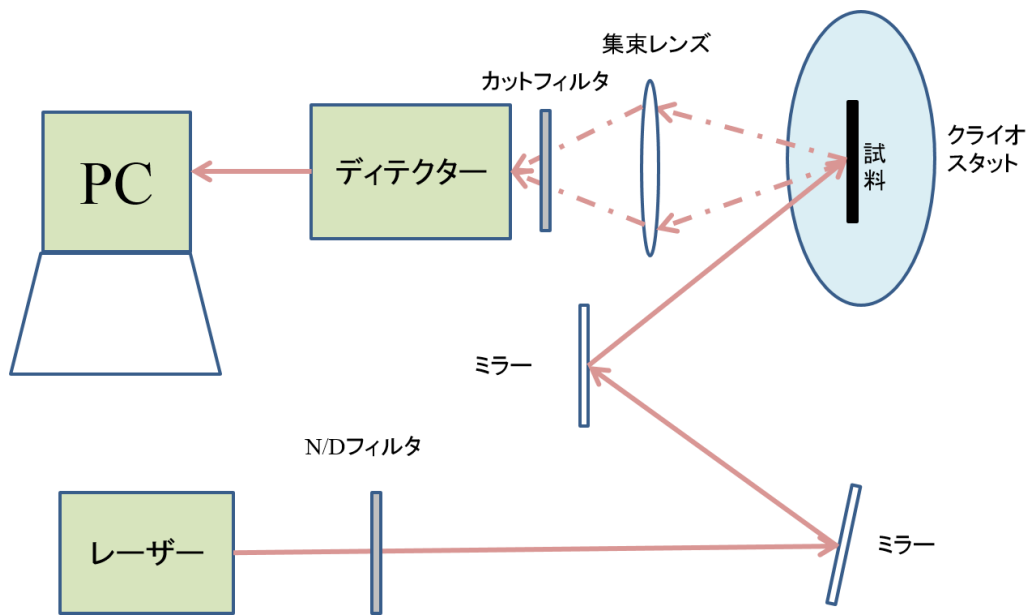 集束レンズ
カットフィルタ
PC
ディテクター
試料
クライオ
スタット
ミラー
N/Dフィルタ
レーザー
ミラー